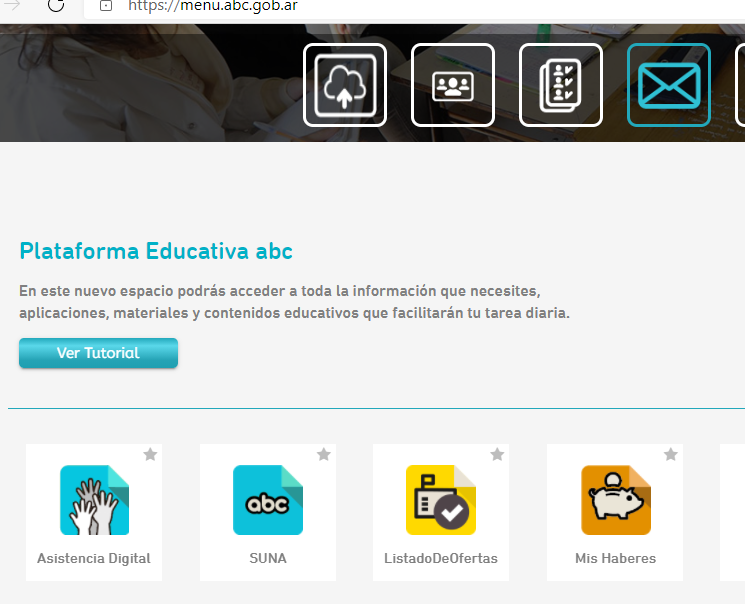 https://menu.abc.gob.ar
Plataforma Educativa abc
En este nuevo espacio podrás acceder a toda la información que necesites,
aplicaciones, materiales y contenidos educativos que facilitarán tu tarea diaria.
Ver Tutorial
abc
Asistencia Digital
SUNA
ListadoDeOfertas
Mis Haberes